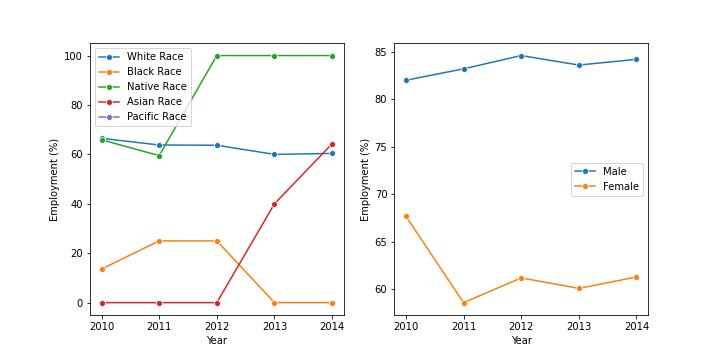 100
80
60
40
20
0
Employment (%)
White Race
Black Race
Native Race
Asian Race
Pacific Race
2010 2011 2012 2013 2014
Year
85
80
75
70
65
60
Employment (%)
Male
Female
2010 2011 2012 2013 2014
Year